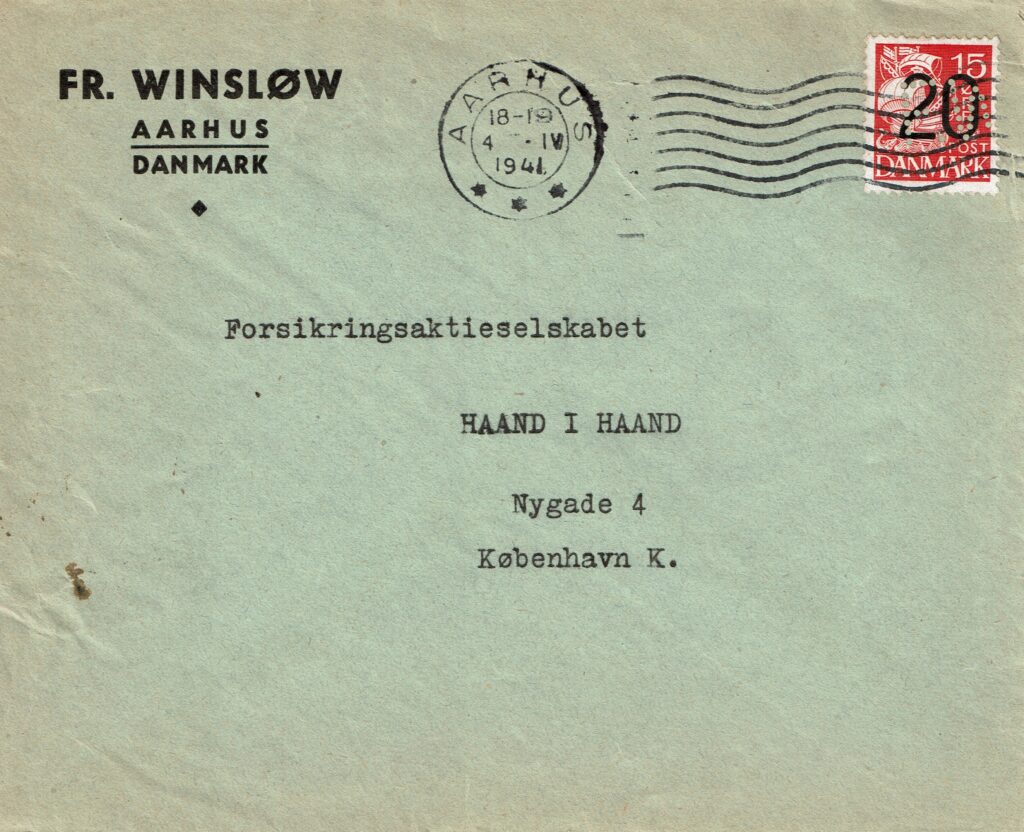 FR. WINSLØW
AARHUS
DANMARK
AARHUS
18-19
4 - IV
1941
15
20
POST
DANMARK
Forsikringsaktieselskabet
HAAND I HAAND
Nygade 4
København K.